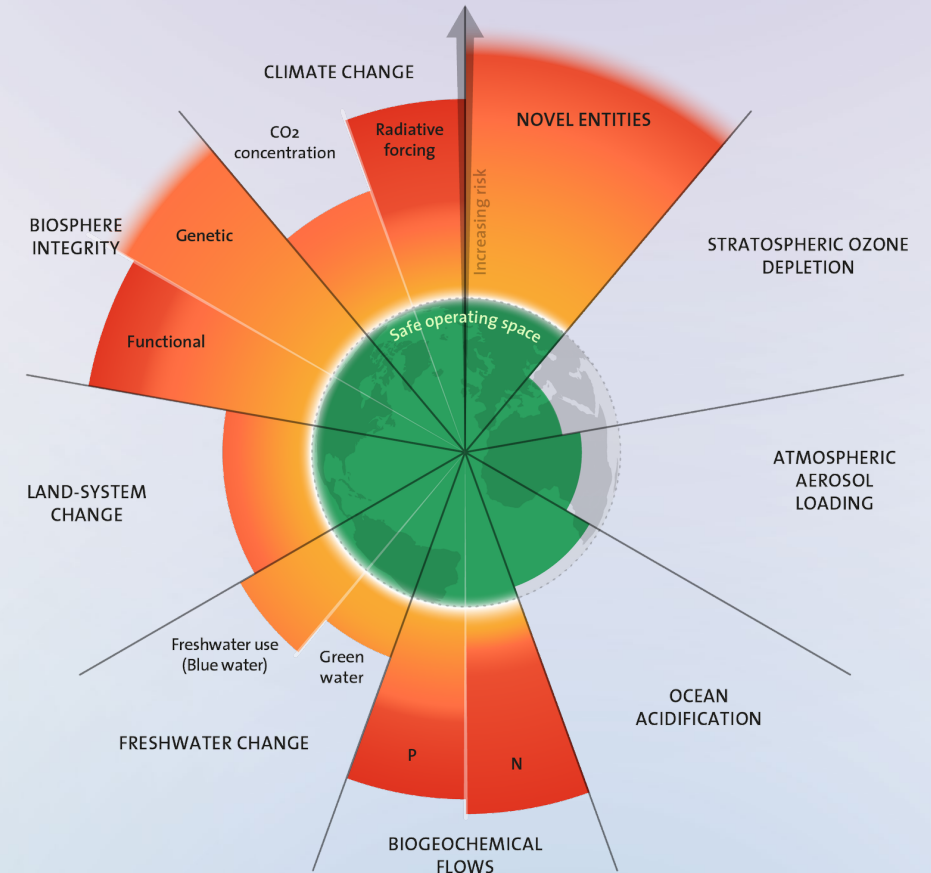 CLIMATE CHANGE
CO2
concentration
Radiative
forcing
NOVEL ENTITIES
Increasing risk
BIOSPHERE
INTEGRITY
Genetic
Functional
STRATOSPHERIC OZONE
DEPLETION
Safe operating space
ATMOSPHERIC
AEROSOL
LOADING
LAND-SYSTEM
CHANGE
Freshwater use
(Blue water)
Green
water
FRESHWATER CHANGE
OCEAN
ACIDIFICATION
P
N
BIOGEOCHEMICAL
FLOWS